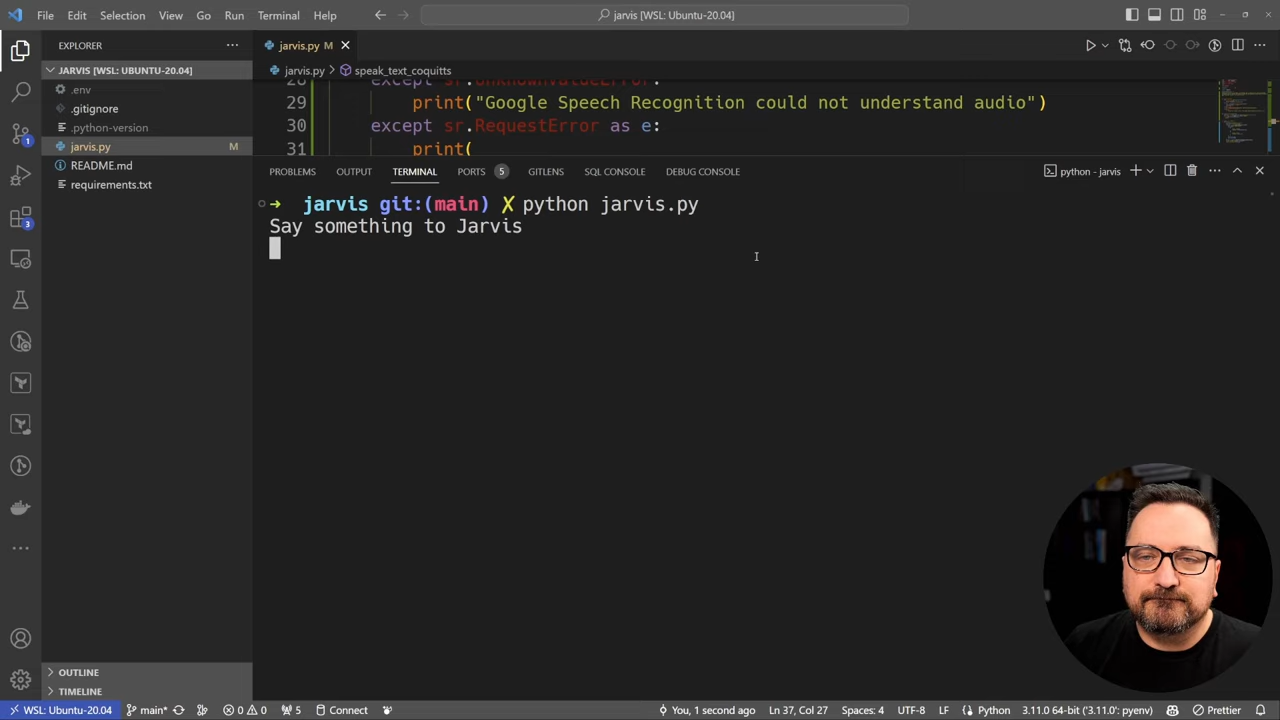 File Edit Selection View Go Run Terminal Help
jarvis [WSL: Ubuntu-20.04]
EXPLORER
jarvis.py M
JARVIS [WSL: UBUNTU-20.04]
jarvis.py speak_text_coquitts
.env
.gitignore
.python-version
jarvis.py M
README.md
requirements.txt
except sr.UnknownValueError:
29 print("Google Speech Recognition could not understand audio")
30 except sr.RequestError as e:
31 print(
PROBLEMS OUTPUT TERMINAL PORTS 5 GITLENS SQL CONSOLE DEBUG CONSOLE
python - jarvis
→ jarvis git:(main) ✗ python jarvis.py
Say something to Jarvis
1
3
OUTLINE
TIMELINE
WSL: Ubuntu-20.04 main* 0 0 5 Connect You, 1 second ago Ln 37, Col 27 Spaces: 4 UTF-8 LF Python 3.11.0 64-bit ('3.11.0': pyenv) Prettier